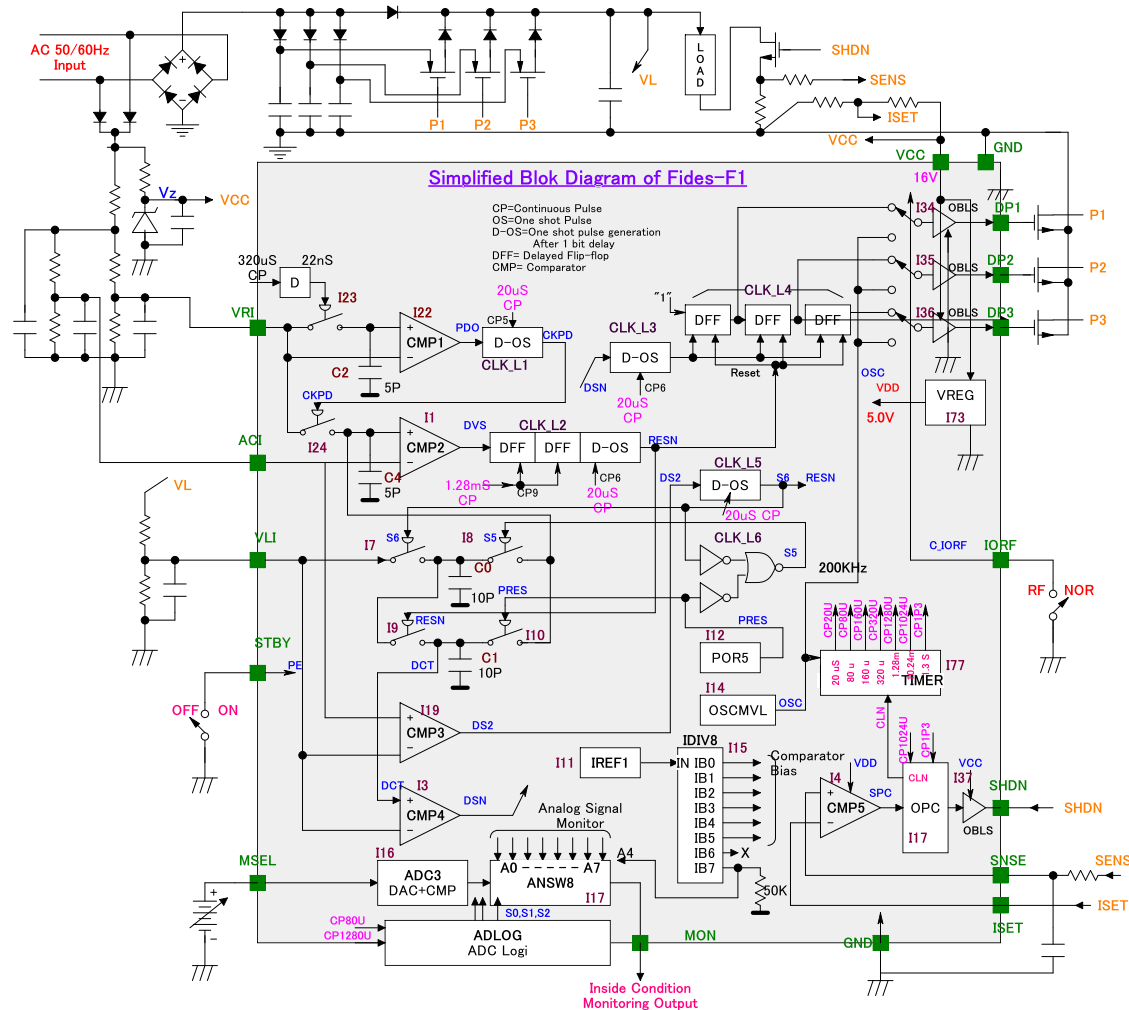 AC 50/60Hz
Input
SHDN
LOAD
VL
SENS
P1
P2
P3
ISET
VCC
VCC
GND
16V
Simplified Blok Diagram of Fides-F1
Vz
VCC
CP=Continuous Pulse
OS=One shot Pulse
D-OS=One shot pulse generation
After 1 bit delay
DFF= Delayed Flip-flop
CMP= Comparator
I34
OBLS
DP1
P1
I35
OBLS
DP2
P2
I36
OBLS
DP3
P3
320uS
CP
22nS
D
I23
20uS
CP
CP5
"1"
CLK_L4
DFF
DFF
DFF
VRI
I22
CMP1
PDO
D-OS
CKPD
CLK_L1
CLK_L3
D-OS
CP6
DSN
20uS
CP
Reset
OSC
VDD
5.0V
VREG
I73
C2
5P
CKPD
I24
I1
CMP2
DVS
CLK_L2
DFF
DFF
D-OS
RESN
ACI
C4
5P
1.28mS
CP
CP9
CP6
20uS
CP
CLK_L5
DS2
D-OS
S6
RESN
20uS CP
VL
VLI
I7
S6
I8
S5
C0
10P
CLK_L6
S5
200KHz
C_IORF
IORF
RF
NOR
PRES
I9
RESN
I10
PRES
C1
10P
DCT
I12
POR5
CP20U
CP80U
CP160U
CP320U
CP1280U
CP1024U
CP1P3
20 uS
80 u
160 u
320 u
1.28m
10.24m
1.3 S
TIMER
I77
STBY
PE
OFF
ON
I14
OSCMVL
OSC
CLN
I19
CMP3
DS2
I11
IREF1
IDIV8
I15
IN
IB0
IB1
IB2
IB3
IB4
IB5
IB6
IB7
X
Comparator
Bias
CP1024U
CP1P3
VDD
I4
CMP5
SPC
CLN
OPC
I17
I37
VCC
OBLS
SHDN
SHDN
DCT
I3
CMP4
DSN
Analog Signal
Monitor
MSEL
I16
ADC3
DAC+CMP
A0
A7
ANSW8
I17
A4
50K
SNSE
SENS
ISET
ISET
CP80U
CP1280U
S0,S1,S2
ADLOG
ADC Logi
MON
GND
Inside Condition
Monitoring Output